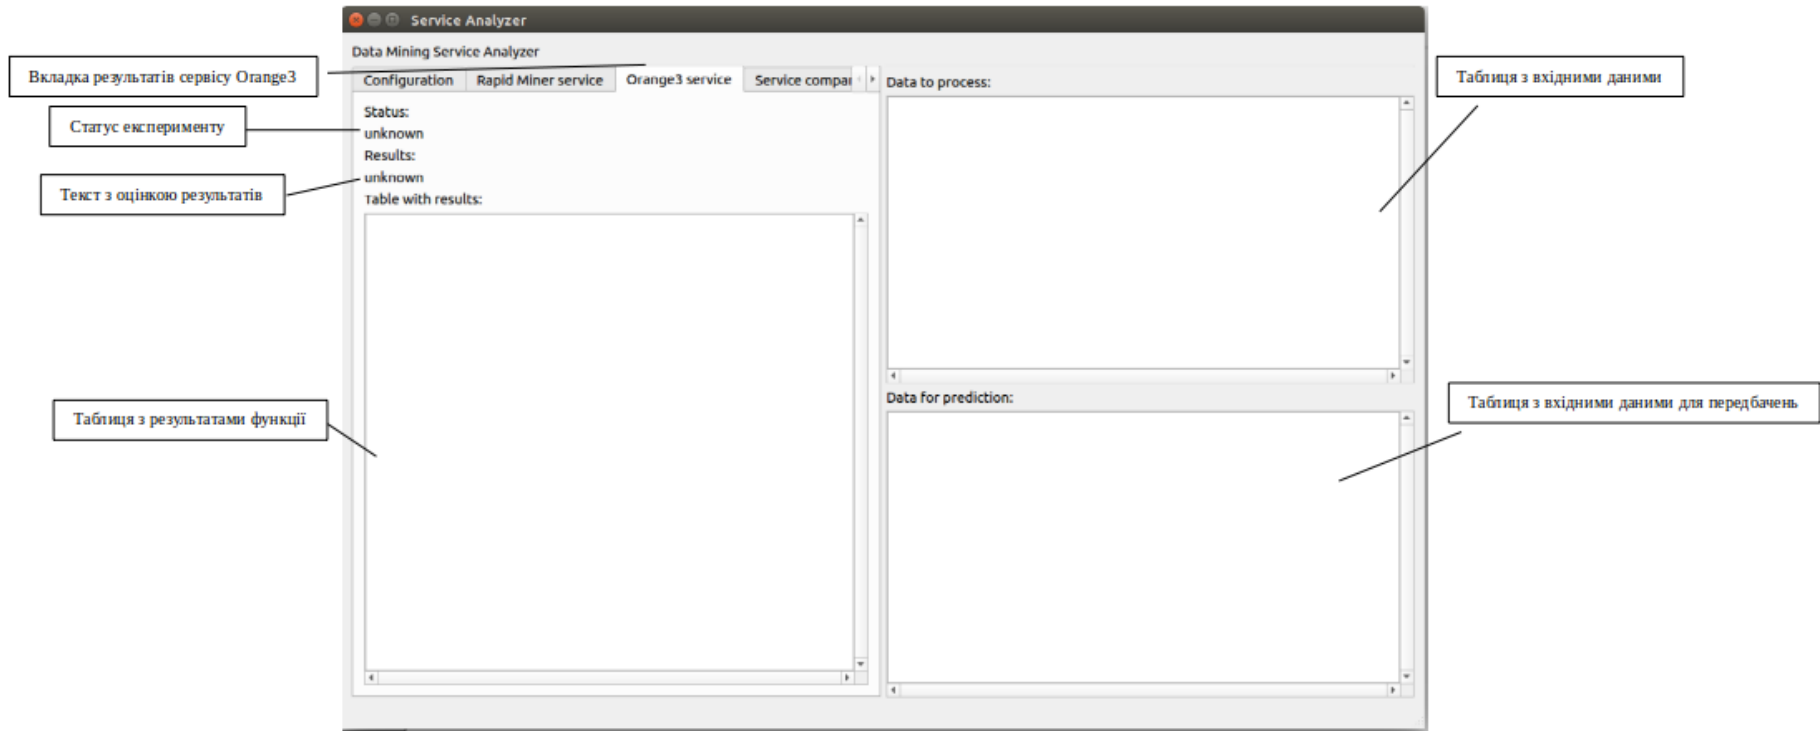 Service Analyzer
Data Mining Service Analyzer
Вкладка результатів сервісу Orange3
Configuration Rapid Miner service Orange3 service Service compar
Data to process:
Таблиця з вхідними даними
Status:
Статус експерименту
unknown
Results:
unknown
Текст з оцінкою результатів
Table with results:
Data for prediction:
Таблиця з вхідними даними для передбачень
Таблиця з результатами функції